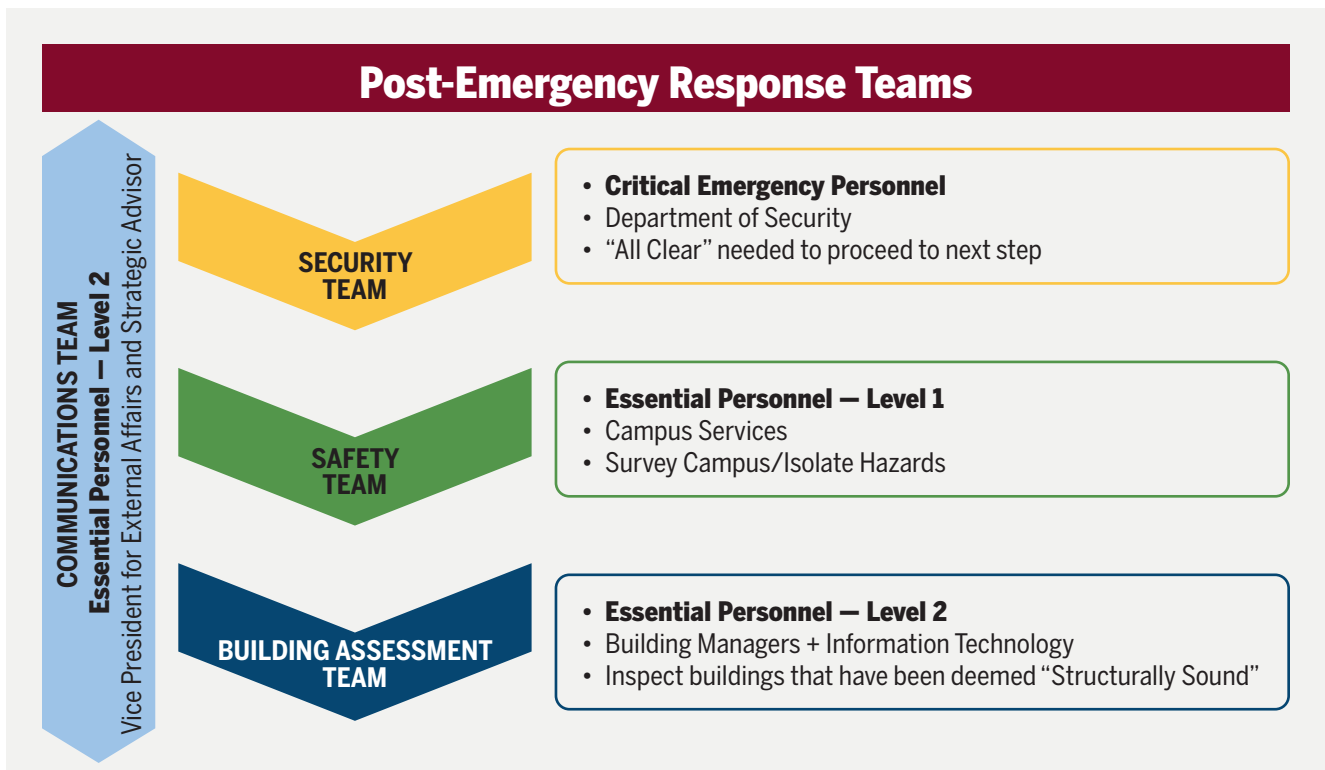 Post-Emergency Response Teams
COMMUNICATIONS TEAM
Essential Personnel — Level 2
Vice President for External Affairs and Strategic Advisor
SECURITY
TEAM
• Critical Emergency Personnel
• Department of Security
• “All Clear” needed to proceed to next step
SAFETY
TEAM
• Essential Personnel — Level 1
• Campus Services
• Survey Campus/Isolate Hazards
BUILDING ASSESSMENT
TEAM
• Essential Personnel — Level 2
• Building Managers + Information Technology
• Inspect buildings that have been deemed “Structurally Sound”